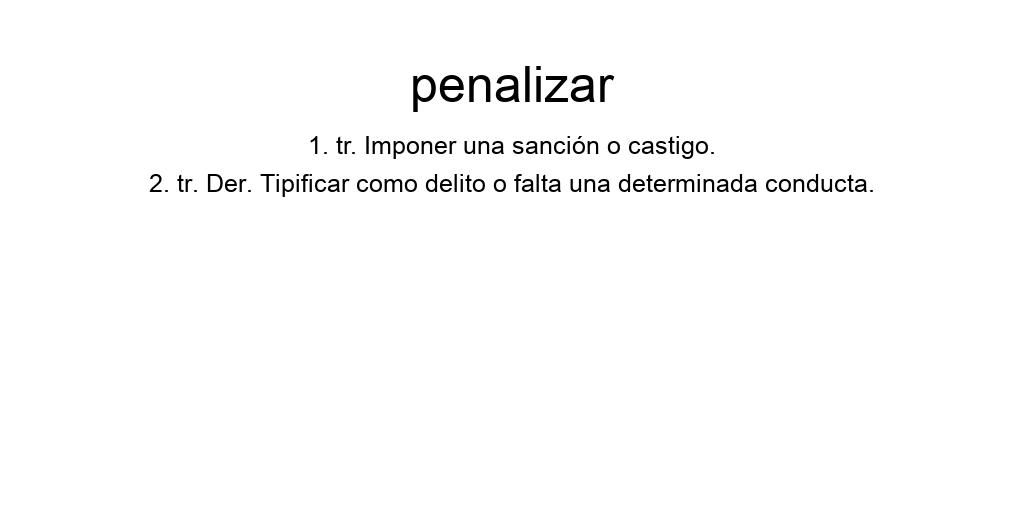 penalizar
1. tr. Imponer una sanción o castigo.
2. tr. Der. Tipificar como delito o falta una determinada conducta.